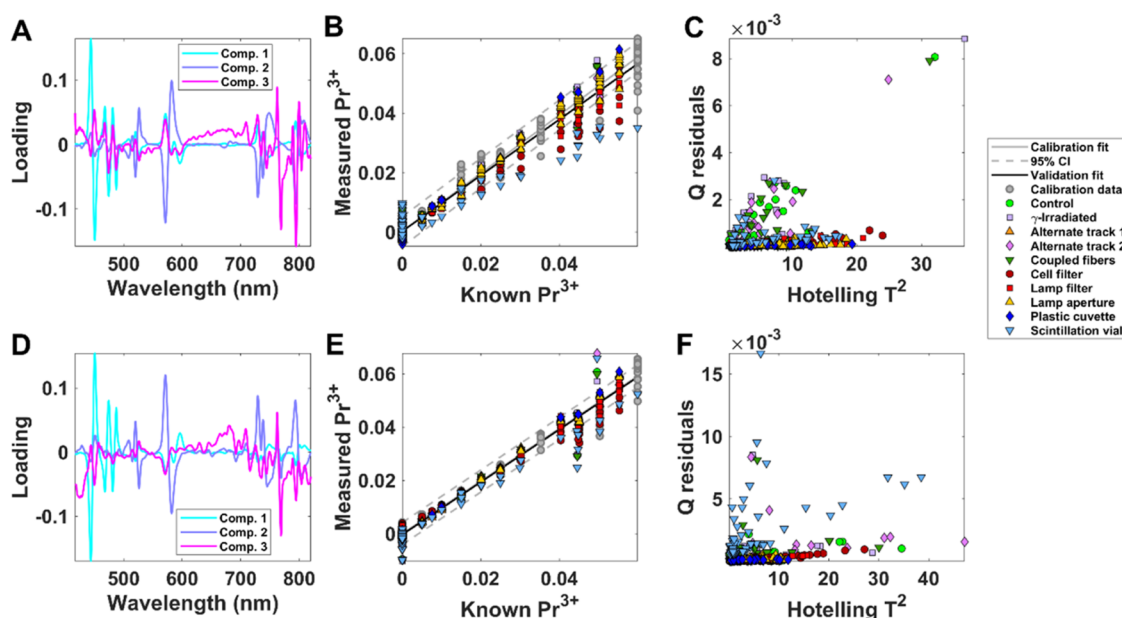 A
Comp. 1
Comp. 2
Comp. 3
0.1
0
-0.1
Loading
500
600
700
800
Wavelength (nm)
B
0.06
0.04
0.02
0
Measured Pr³⁺
0
0.02
0.04
Known Pr³⁺
C
×10⁻³
8
6
4
2
Q residuals
10
20
30
Hotelling T²
Calibration fit
95% CI
Validation fit
Calibration data
Control
γ-Irradiated
Alternate track 1
Alternate track 2
Coupled fibers
Cell filter
Lamp filter
Lamp aperture
Plastic cuvette
Scintillation vial
D
0.1
0
-0.1
Loading
Comp. 1
Comp. 2
Comp. 3
500
600
700
800
Wavelength (nm)
E
0.06
0.04
0.02
0
Measured Pr³⁺
0
0.02
0.04
Known Pr³⁺
F
×10⁻³
15
10
5
Q residuals
10
20
30
40
Hotelling T²